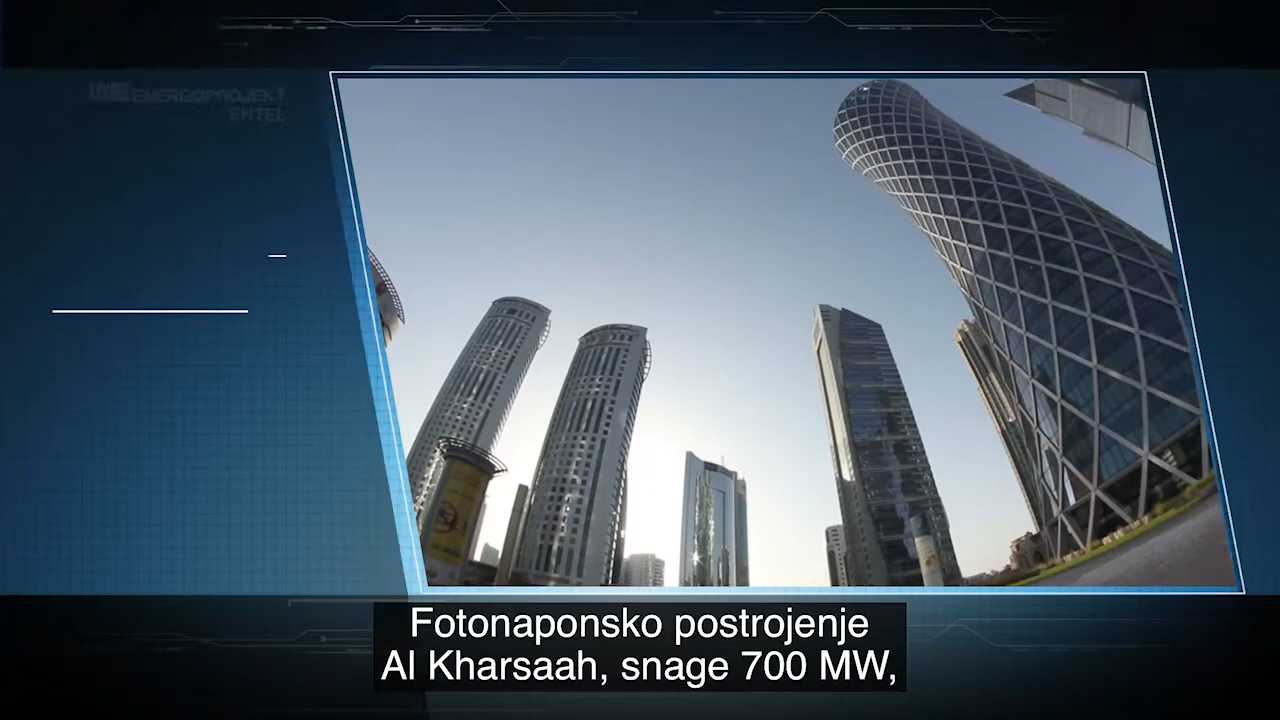 ENERGOPROJEKT
ENTEL
Fotonaponsko postrojenje
Al Kharsaah, snage 700 MW,